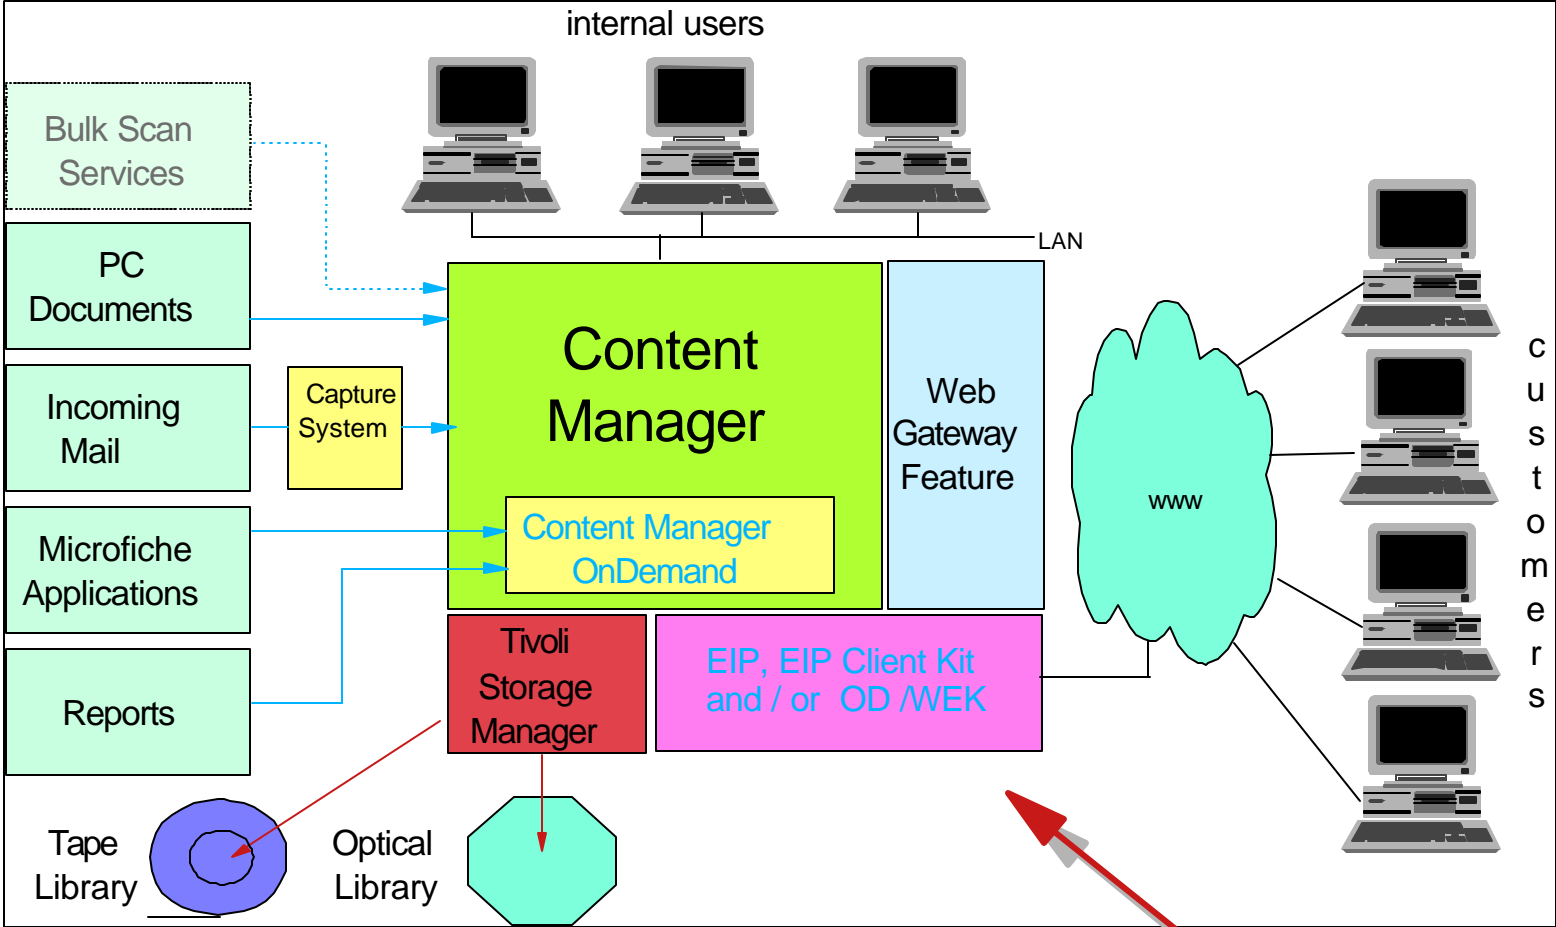 internal users
Bulk Scan
Services
PC
Documents
Incoming
Mail
Microfiche
Applications
Reports
Capture
System
LAN
Content
Manager
Content Manager
OnDemand
Web
Gateway
Feature
Tivoli
Storage
Manager
EIP, EIP Client Kit
and / or OD /WEK
www
customers
Tape
Library
Optical
Library